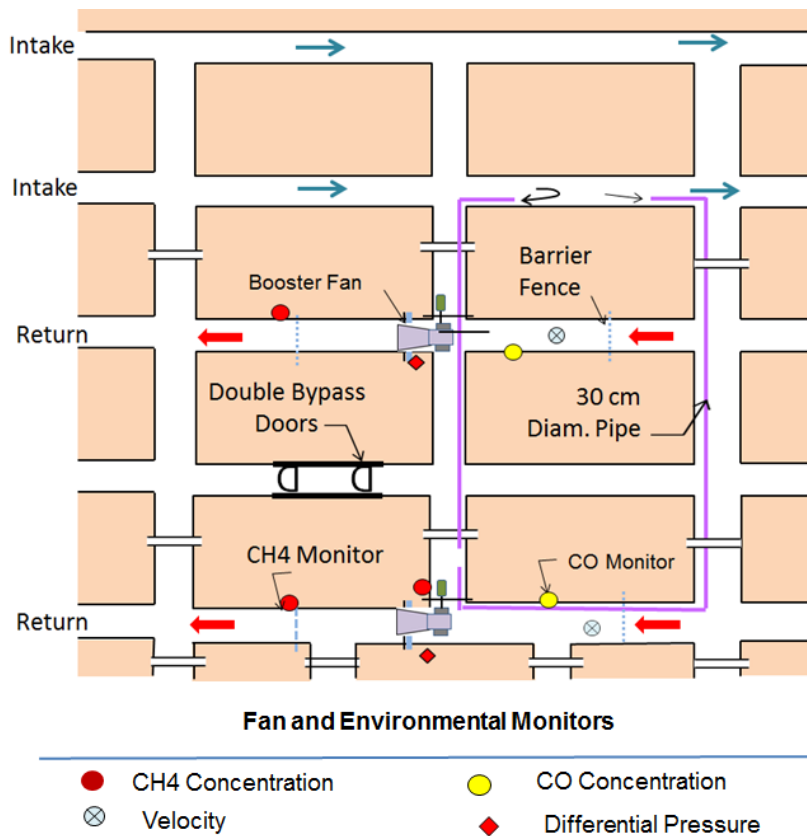 Intake
Intake
Barrier
Fence
Booster Fan
Return
Double Bypass
Doors
30 cm
Diam. Pipe
CH4 Monitor
CO Monitor
Return
Fan and Environmental Monitors
CH4 Concentration
CO Concentration
Velocity
Differential Pressure